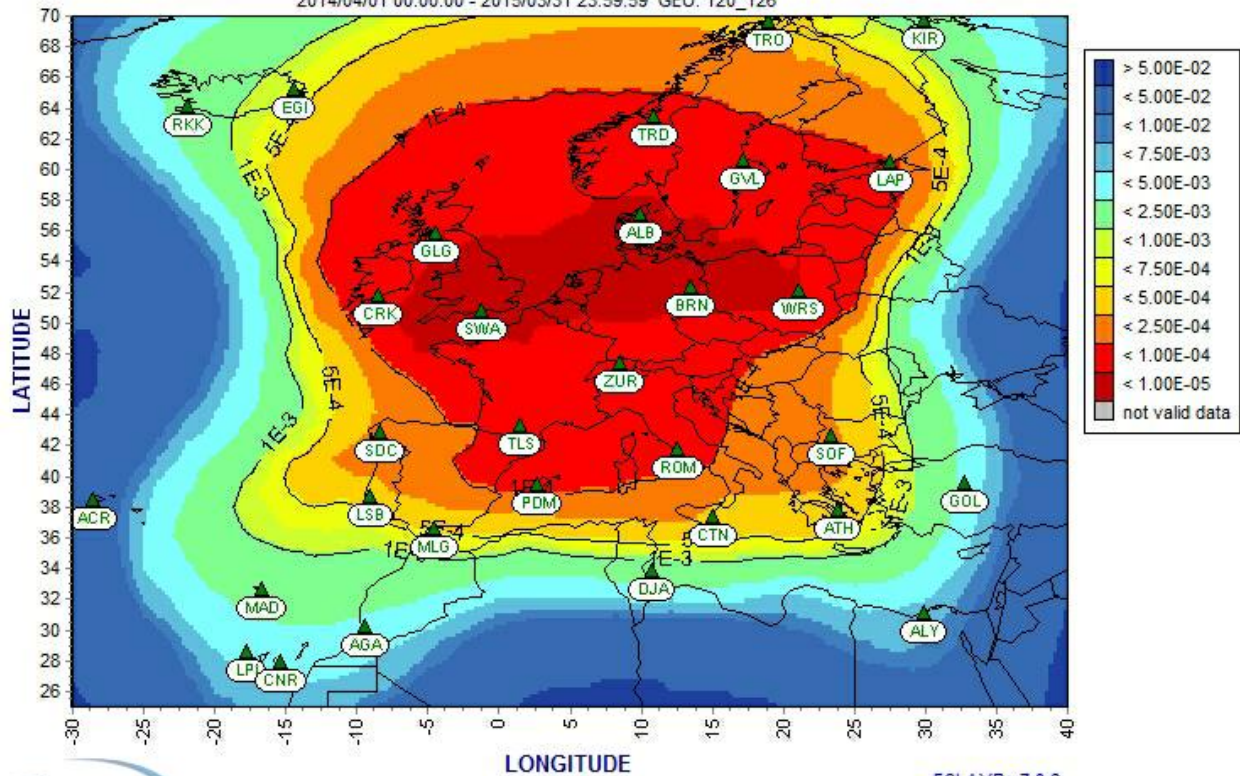 2014/04/01 00:00:00 - 2015/03/31 23:59:59 GEO: 120_126
70
68
66
64
62
60
58
56
54
52
50
48
46
44
42
40
38
36
34
32
30
28
26
LATITUDE
TRO
KIR
EGI
RKK
TRD
GVL
LAP
ALB
GLG
CRK
SWA
BRN
WRS
ZUR
SDC
TLS
ROM
SOF
ACR
LSB
PDM
MLG
CTN
ATH
GOL
MAD
DJA
AGA
ALY
LPI
CNR
1E-4
5E-4
1E-3
5E-4
1E-4
5E-4
1E-3
5E-4
1E-3
-30
-25
-20
-15
-10
-5
0
5
10
15
20
25
30
35
40
LONGITUDE
> 5.00E-02
< 5.00E-02
< 1.00E-02
< 7.50E-03
< 5.00E-03
< 2.50E-03
< 1.00E-03
< 7.50E-04
< 5.00E-04
< 2.50E-04
< 1.00E-04
< 1.00E-05
not valid data